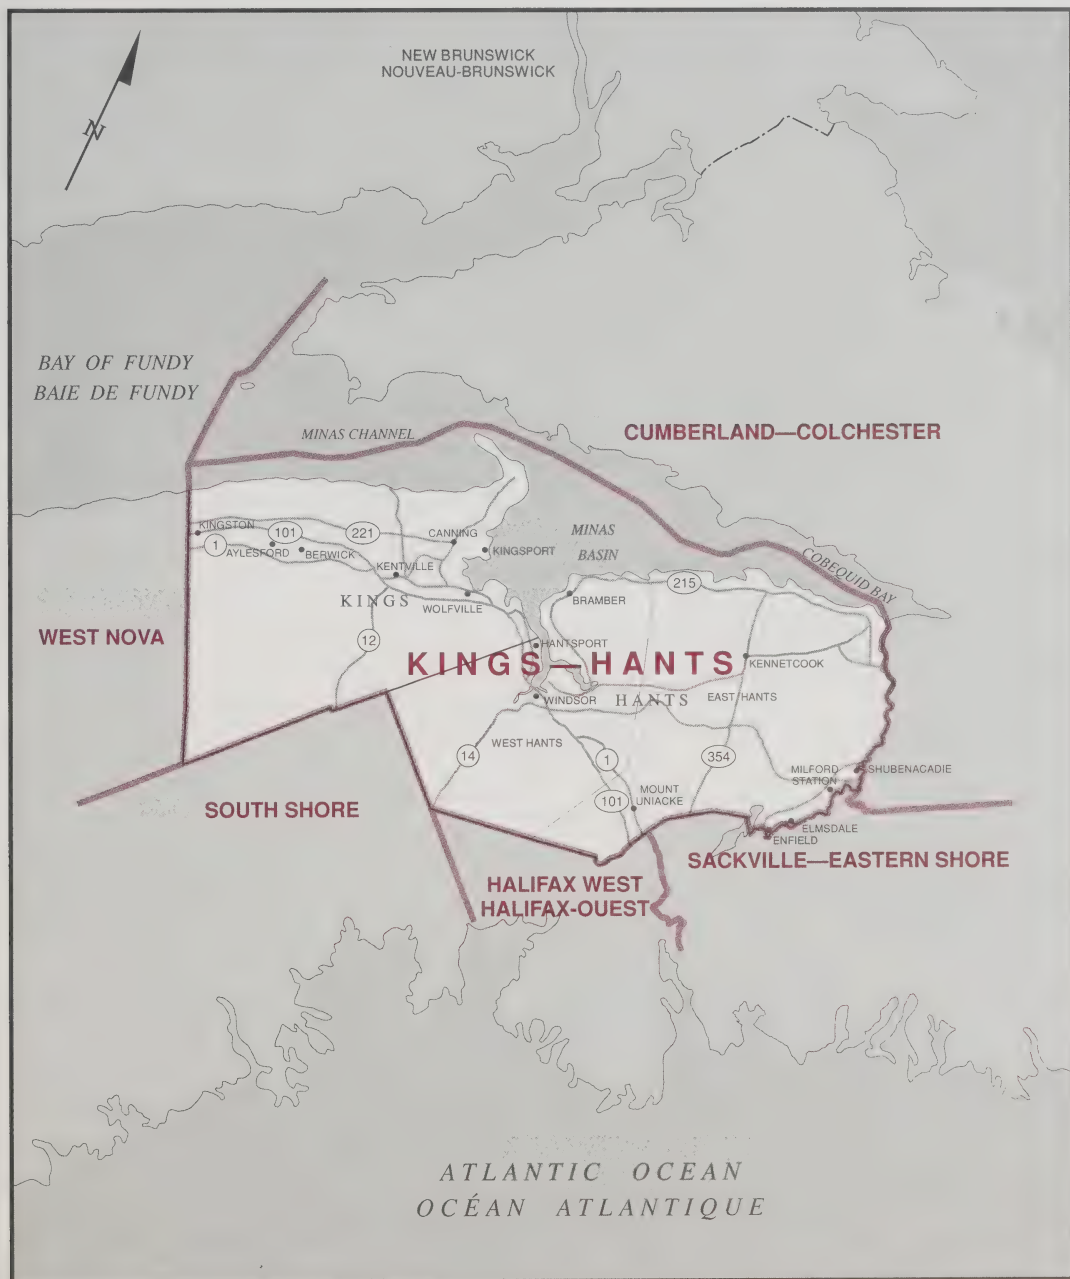 NEW BRUNSWICK
NOUVEAU-BRUNSWICK
N
BAY OF FUNDY
BAIE DE FUNDY
MINAS CHANNEL
CUMBERLAND—COLCHESTER
KINGSTON
101
221
CANNING
MINAS
BASIN
1
AYLESFORD
BERWICK
KINGSPORT
COBEQUID BAY
KENTVILLE
215
KINGS
WOLFVILLE
BRAMBER
WEST NOVA
12
HANTSPORT
KINGS—HANTS
KENNETCOOK
WINDSOR
HANTS
EAST HANTS
WEST HANTS
14
1
354
MILFORD
STATION
SHUBENACADIE
101
MOUNT
UNIACKE
SOUTH SHORE
ELMSDALE
ENFIELD
SACKVILLE—EASTERN SHORE
HALIFAX WEST
HALIFAX-OUEST
ATLANTIC OCEAN
OCÉAN ATLANTIQUE